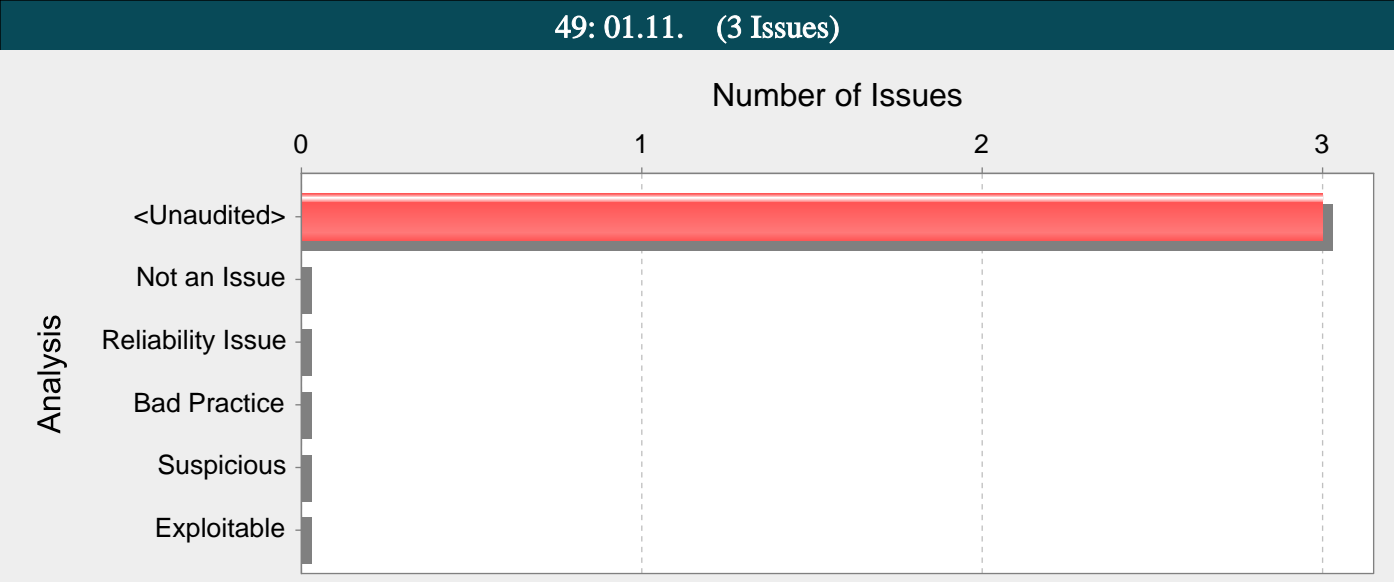 49: 01.11.    (3 Issues)
Number of Issues
0 1 2 3
<Unaudited>
Not an Issue
Reliability Issue
Bad Practice
Suspicious
Exploitable
Analysis